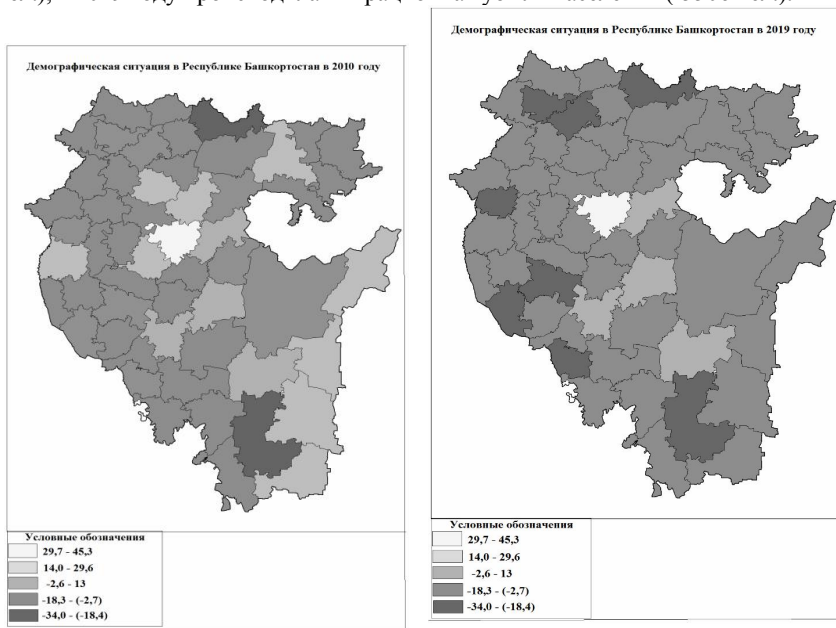 Демографическая ситуация в Республике Башкортостан в 2010 году
Условные обозначения
29,7 - 45,3
14,0 - 29,6
-2,6 - 13
-18,3 - (-2,7)
-34,0 - (-18,4)
Демографическая ситуация в Республике Башкортостан в 2019 году
Условные обозначения
29,7 - 45,3
14,0 - 29,6
-2,6 - 13
-18,3 - (-2,7)
-34,0 - (-18,4)